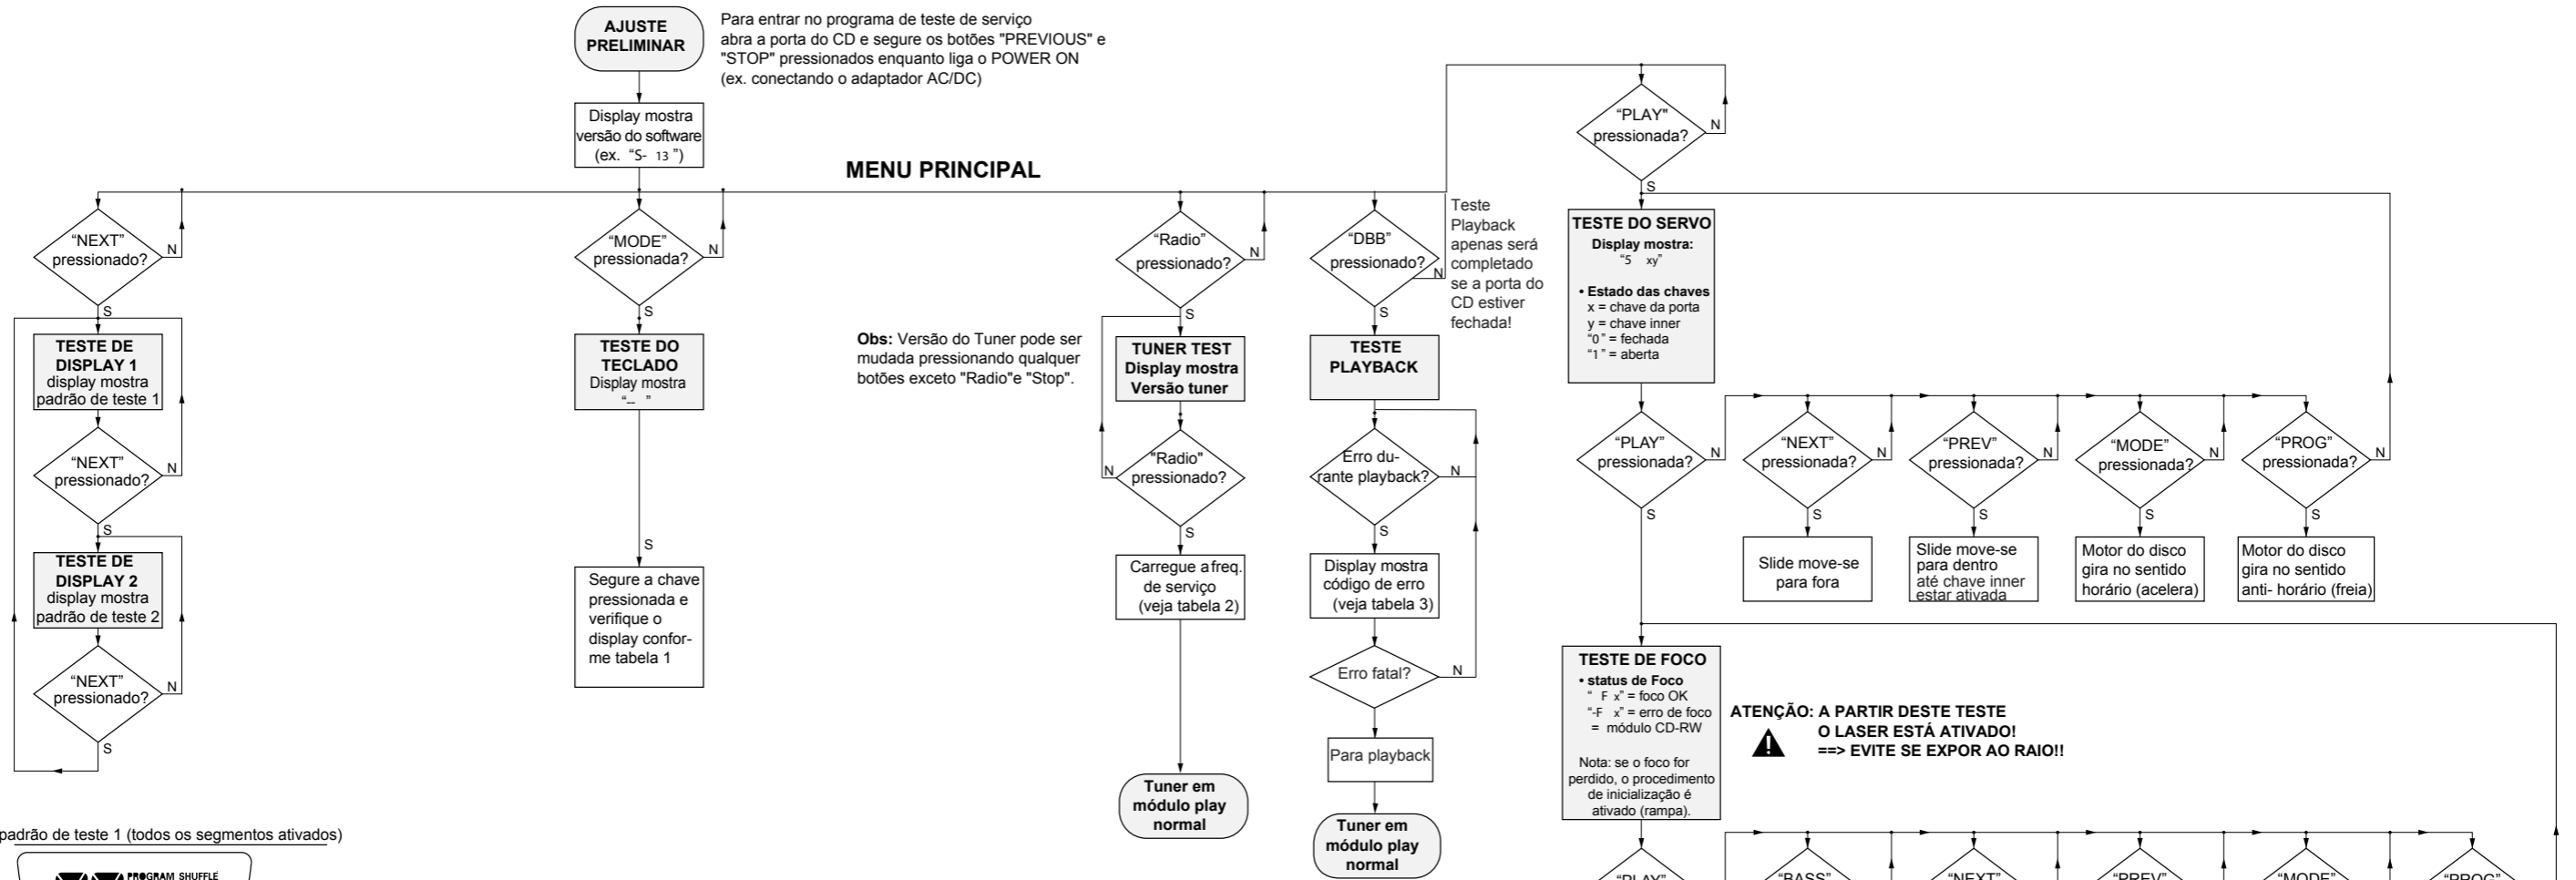 AJUSTE
PRELIMINAR
Para entrar no programa de teste de serviço
abra a porta do CD e segure os botões "PREVIOUS" e
"STOP" pressionados enquanto liga o POWER ON
(ex. conectando o adaptador AC/DC)
Display mostra
versão do software
(ex. “S- 13 ”)
MENU PRINCIPAL
“NEXT”
pressionado?
N
S
TESTE DE
DISPLAY 1
display mostra
padrão de teste 1
“NEXT”
pressionado?
N
S
TESTE DE
DISPLAY 2
display mostra
padrão de teste 2
“NEXT”
pressionado?
N
S
“MODE”
pressionada?
N
S
TESTE DO
TECLADO
Display mostra
“-- ”
S
Segure a chave
pressionada e
verifique o
display confor-
me tabela 1
Obs: Versão do Tuner pode ser
mudada pressionando qualquer
botões exceto "Radio"e "Stop".
“Radio”
pressionado?
N
S
TUNER TEST
Display mostra
Versão tuner
"Radio"
pressionado?
N
S
Carregue a freq.
de serviço
(veja tabela 2)
Tuner em
módulo play
normal
“DBB”
pressionado?
N
S
Teste
Playback
apenas será
completado
se a porta do
CD estiver
fechada!
TESTE
PLAYBACK
Erro du-
rante playback?
N
S
Display mostra
código de erro
(veja tabela 3)
Erro fatal?
N
Para playback
Tuner em
módulo play
normal
“PLAY"
pressionada?
N
S
TESTE DO SERVO
Display mostra:
“5 xy”
• Estado das chaves
x = chave da porta
y = chave inner
“0 ” = fechada
“1 ” = aberta
“PLAY”
pressionada?
N
S
“NEXT”
pressionada?
N
S
Slide move-se
para fora
“PREV”
pressionada?
N
S
Slide move-se
para dentro
até chave inner
estar ativada
“MODE”
pressionada?
N
S
Motor do disco
gira no sentido
horário (acelera)
“PROG”
pressionada?
N
S
Motor do disco
gira no sentido
anti- horário (freia)
TESTE DE FOCO
• status de Foco
“ F x” = foco OK
“-F x” = erro de foco
= módulo CD-RW
Nota: se o foco for
perdido, o procedimento
de inicialização é
ativado (rampa).
ATENÇÃO: A PARTIR DESTE TESTE
O LASER ESTÁ ATIVADO!
==> EVITE SE EXPOR AO RAIO!!
“PLAY”
“BASS”
“NEXT”
“PREV”
“MODE”
“PROG”
padrão de teste 1 (todos os segmentos ativados)
PROGRAM SHUFFLE